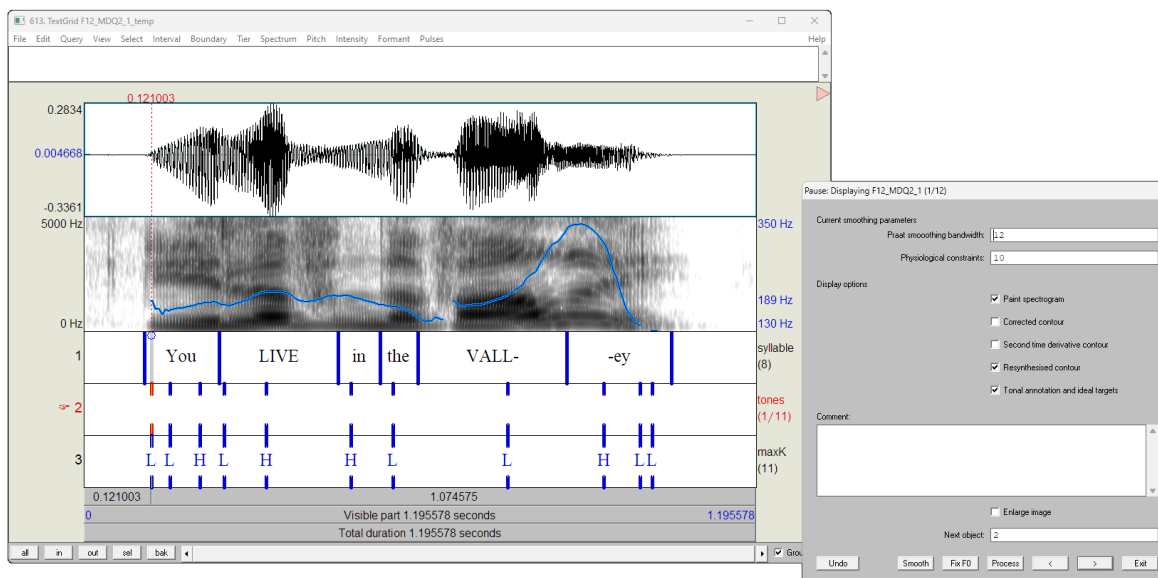 613. TextGrid F12_MDQ2_1_temp
File Edit Query View Select Interval Boundary Tier Spectrum Pitch Intensity Formant Pulses Help
0.121003
0.2834
0.004668
-0.3361
5000 Hz
350 Hz
189 Hz
0 Hz
130 Hz
1 You LIVE in the VALL- -ey syllable
(8)
2 tones
(1/11)
3 L L H L H H L L H L L maxK
(11)
0.121003 1.074575
0 Visible part 1.195578 seconds 1.195578
Total duration 1.195578 seconds
all in out sel bak Grou
Pause: Displaying F12_MDQ2_1 (1/12)
Current smoothing parameters
Praat smooothing bandwidth: 12
Physiological constraints: 10
Display options
Paint spectrogram
Corrected contour
Second time derivative contour
Resynthesised contour
Tonal annotation and ideal targets
Comment:
Enlarge image
Next object: 2
Undo Smooth Fix F0 Process < > Exit